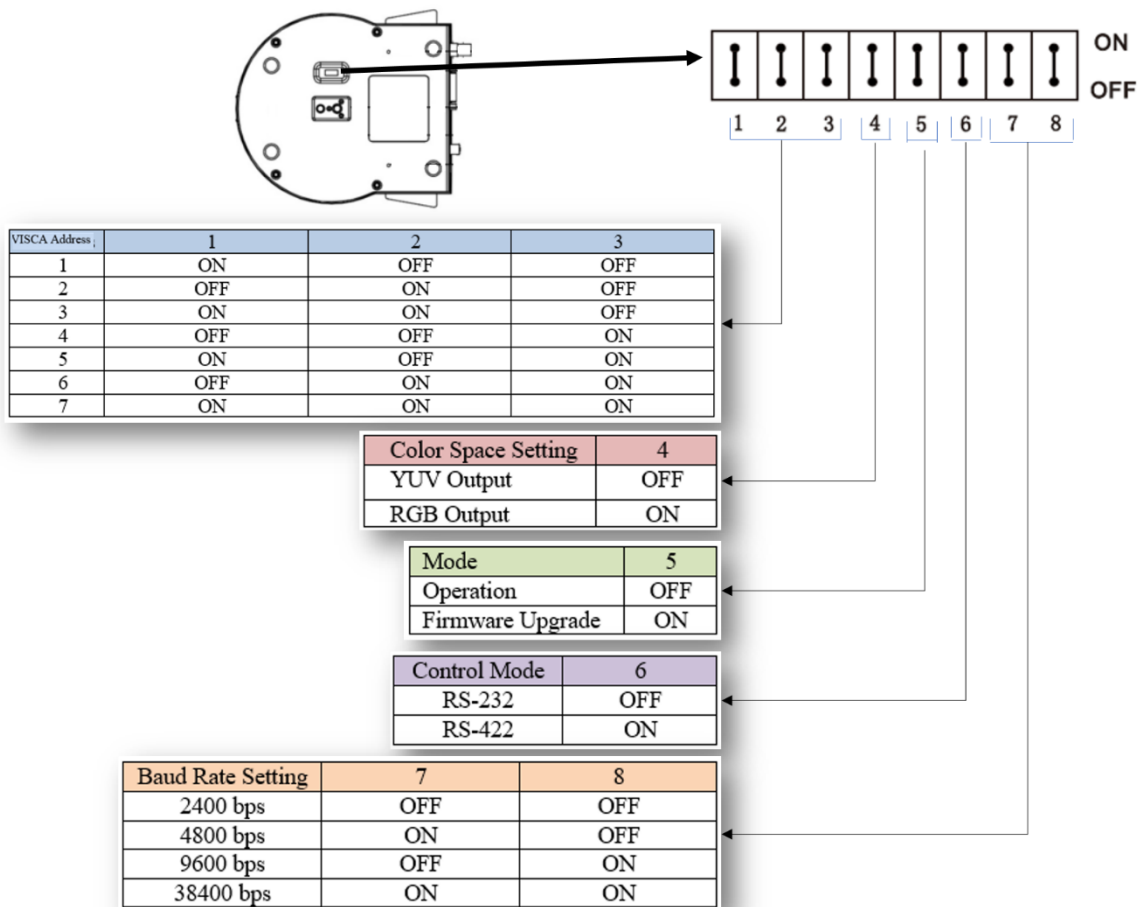 ON
OFF
1 2 3 4 5 6 7 8
VISCA Address 1 2 3
1 ON OFF OFF
2 OFF ON OFF
3 ON ON OFF
4 OFF OFF ON
5 ON OFF ON
6 OFF ON ON
7 ON ON ON
Color Space Setting 4
YUV Output OFF
RGB Output ON
Mode 5
Operation OFF
Firmware Upgrade ON
Control Mode 6
RS-232 OFF
RS-422 ON
Baud Rate Setting 7 8
2400 bps OFF OFF
4800 bps ON OFF
9600 bps OFF ON
38400 bps ON ON